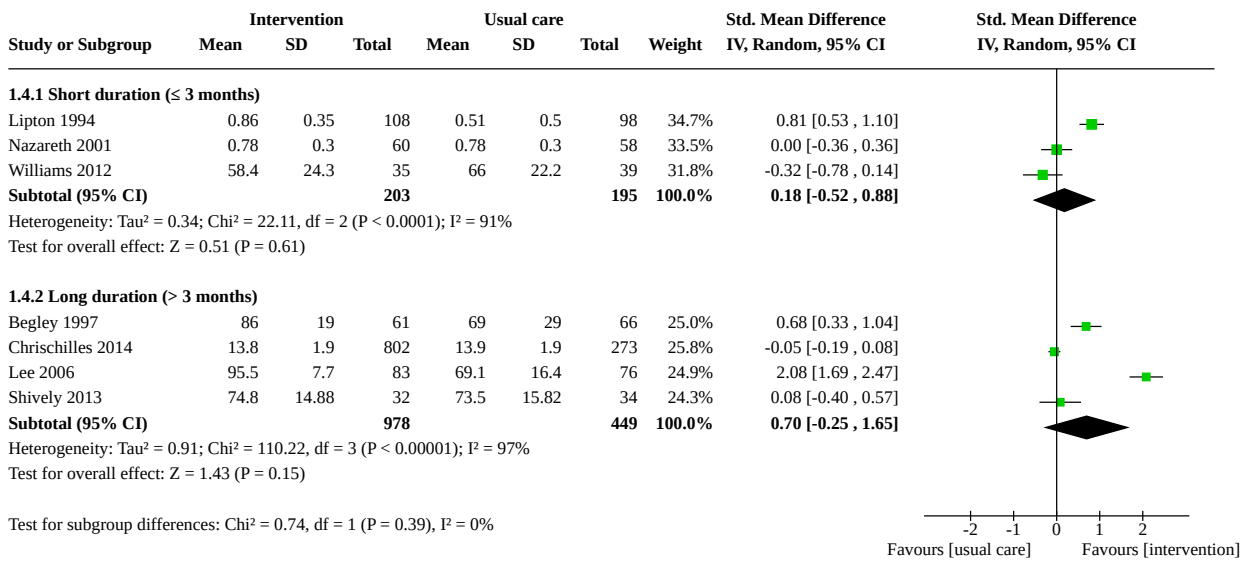 Intervention Usual care Std. Mean Difference Std. Mean Difference
Study or Subgroup Mean SD Total Mean SD Total Weight IV, Random, 95% CI IV, Random, 95% CI
1.4.1 Short duration (≤ 3 months)
Lipton 1994 0.86 0.35 108 0.51 0.5 98 34.7% 0.81 [0.53 , 1.10]
Nazareth 2001 0.78 0.3 60 0.78 0.3 58 33.5% 0.00 [-0.36 , 0.36]
Williams 2012 58.4 24.3 35 66 22.2 39 31.8% -0.32 [-0.78 , 0.14]
Subtotal (95% CI) 203 195 100.0% 0.18 [-0.52 , 0.88]
Heterogeneity: Tau² = 0.34; Chi² = 22.11, df = 2 (P < 0.0001); I² = 91%
Test for overall effect: Z = 0.51 (P = 0.61)
1.4.2 Long duration (> 3 months)
Begley 1997 86 19 61 69 29 66 25.0% 0.68 [0.33 , 1.04]
Chrischilles 2014 13.8 1.9 802 13.9 1.9 273 25.8% -0.05 [-0.19 , 0.08]
Lee 2006 95.5 7.7 83 69.1 16.4 76 24.9% 2.08 [1.69 , 2.47]
Shively 2013 74.8 14.88 32 73.5 15.82 34 24.3% 0.08 [-0.40 , 0.57]
Subtotal (95% CI) 978 449 100.0% 0.70 [-0.25 , 1.65]
Heterogeneity: Tau² = 0.91; Chi² = 110.22, df = 3 (P < 0.00001); I² = 97%
Test for overall effect: Z = 1.43 (P = 0.15)
Test for subgroup differences: Chi² = 0.74, df = 1 (P = 0.39), I² = 0%
-2 -1 0 1 2
Favours [usual care] Favours [intervention]